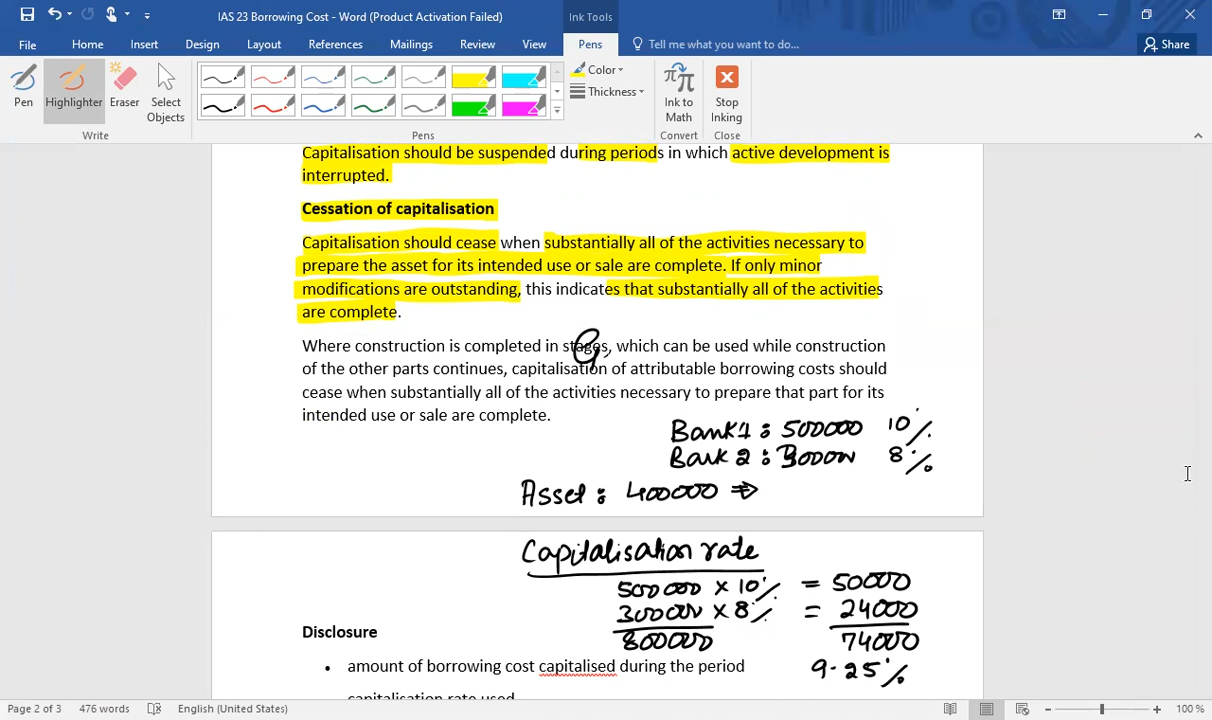 IAS 23 Borrowing Cost - Word (Product Activation Failed)
Ink Tools
File Home Insert Design Layout References Mailings Review View Pens Tell me what you want to do... Share
Color
Thickness
Pen Highlighter Eraser Select Objects
Ink to Math
Stop Inking
Write Pens Convert Close
Capitalisation should be suspended during periods in which active development is
interrupted.
Cessation of capitalisation
Capitalisation should cease when substantially all of the activities necessary to
prepare the asset for its intended use or sale are complete. If only minor
modifications are outstanding, this indicates that substantially all of the activities
are complete.
Where construction is completed in stages, which can be used while construction
of the other parts continues, capitalisation of attributable borrowing costs should
cease when substantially all of the activities necessary to prepare that part for its
intended use or sale are complete.
Bank 1 : 500000 10%
Bank 2 : 300000 8%
Asset : 400000 ⇒
Capitalisation rate
500000 × 10% = 50000
300000 × 8% = 24000
800000 74000
9.25%
Disclosure
• amount of borrowing cost capitalised during the period
capitalisation rate used
Page 2 of 3 476 words English (United States) 100 %